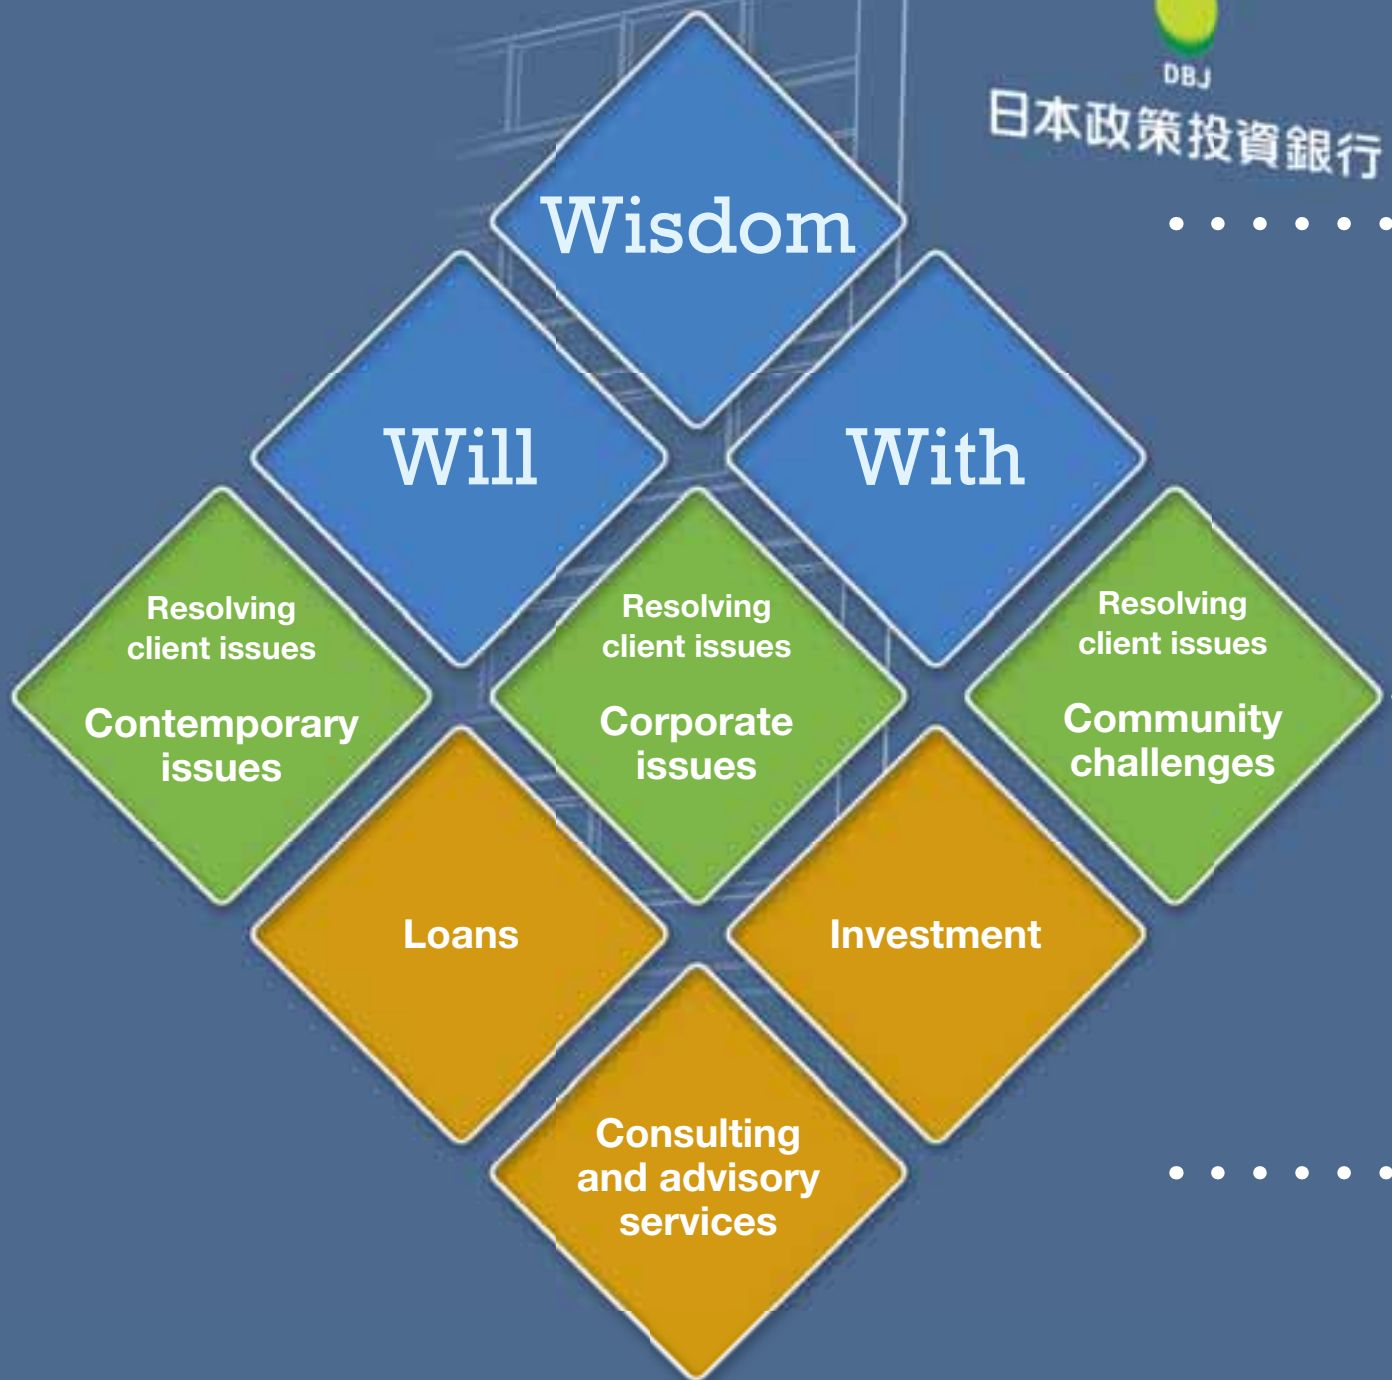 DBJ
日本政策投資銀行
Wisdom
Will
With
Resolving
client issues
Contemporary
issues
Resolving
client issues
Corporate
issues
Resolving
client issues
Community
challenges
Loans
Investment
Consulting
and advisory
services